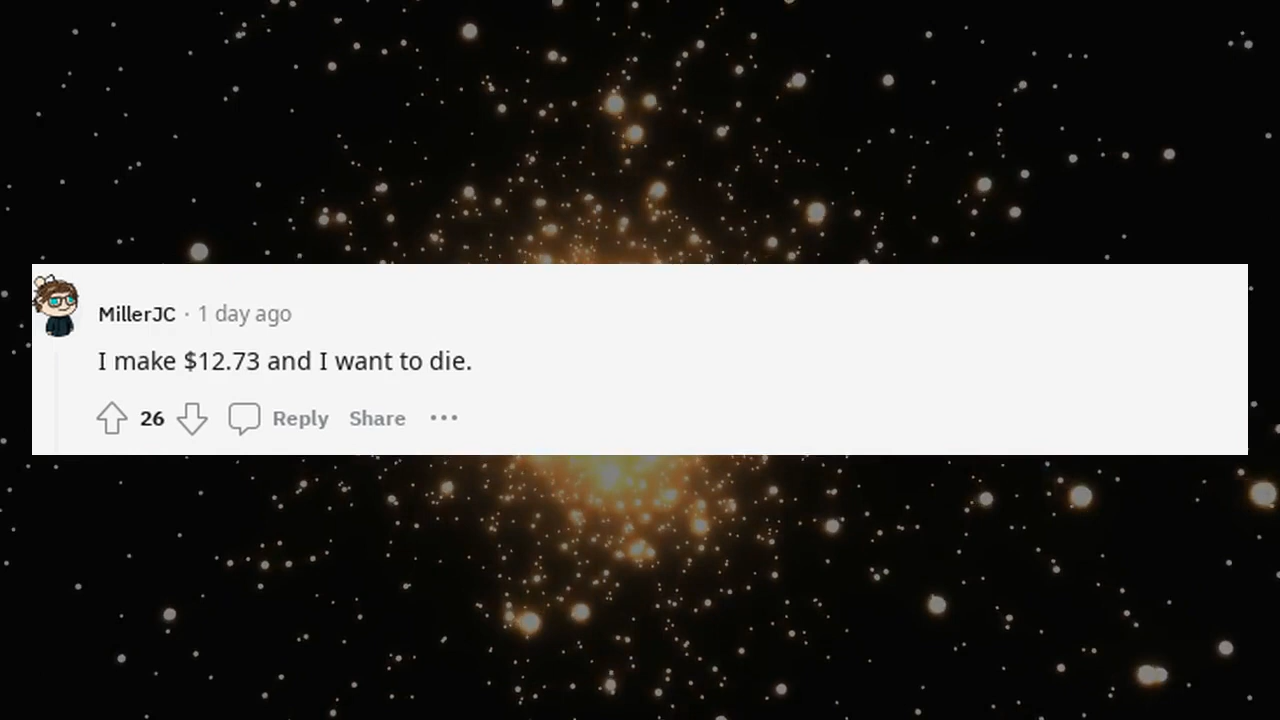 MillerJC · 1 day ago
I make $12.73 and I want to die.
26 Reply Share ···